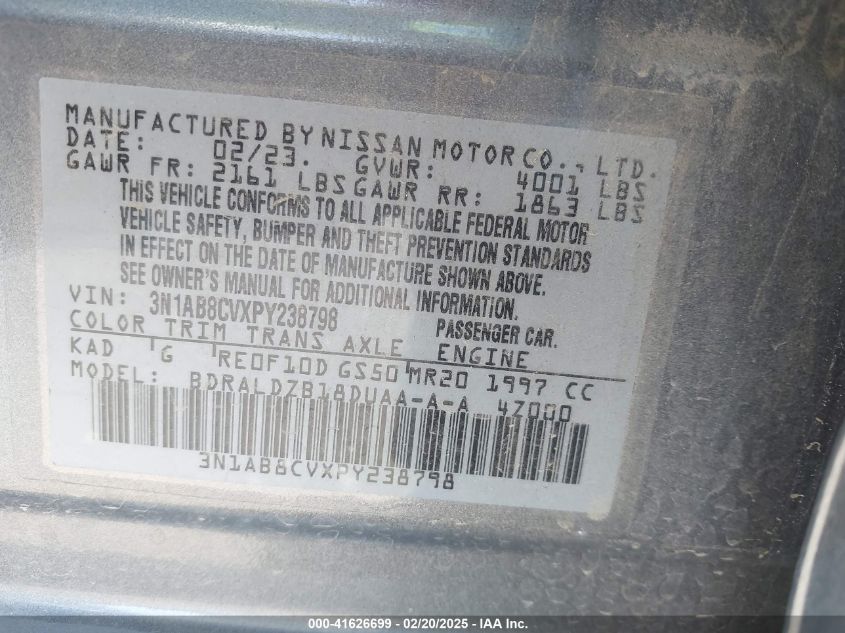 MANUFACTURED BY NISSAN MOTOR CO., LTD.
DATE: 02/23. GVWR: 4001 LBS
GAWR FR: 2161 LBS GAWR RR: 1863 LBS
THIS VEHICLE CONFORMS TO ALL APPLICABLE FEDERAL MOTOR
VEHICLE SAFETY, BUMPER AND THEFT PREVENTION STANDARDS
IN EFFECT ON THE DATE OF MANUFACTURE SHOWN ABOVE.
SEE OWNER'S MANUAL FOR ADDITIONAL INFORMATION.
VIN: 3N1AB8CVXPY238798 PASSENGER CAR.
COLOR TRIM TRANS AXLE ENGINE
KAD G RE0F10D GS50 MR20 1997 CC
MODEL: BDRALDZB18DUAA-A-A 47000
3N1AB8CVXPY238798
000-41626699 - 02/20/2025 - IAA Inc.